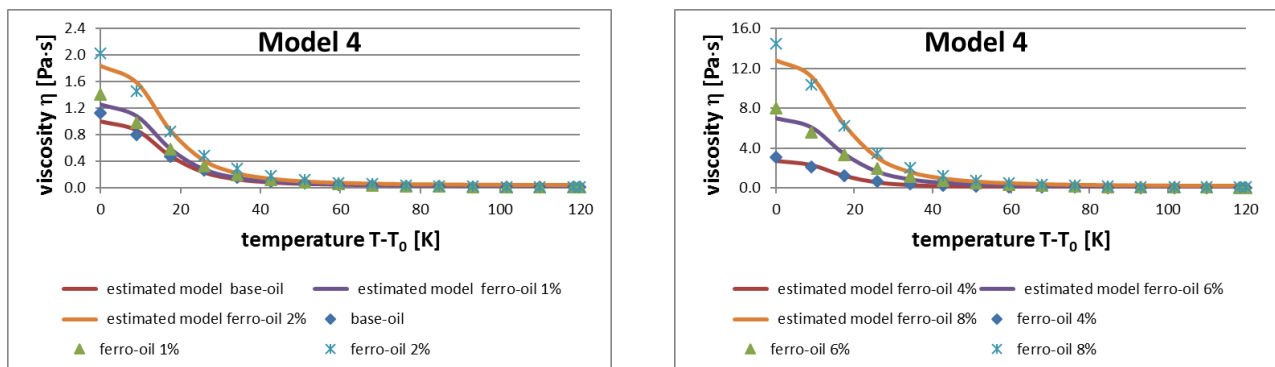 Model 4
viscosity η [Pa·s]
2.4
2.0
1.6
1.2
0.8
0.4
0.0
0 20 40 60 80 100 120
temperature T-T₀ [K]
estimated model base-oil
estimated model ferro-oil 1%
estimated model ferro-oil 2%
base-oil
ferro-oil 1%
ferro-oil 2%
Model 4
viscosity η [Pa·s]
16.0
12.0
8.0
4.0
0.0
0 20 40 60 80 100 120
temperature T-T₀ [K]
estimated model ferro-oil 4%
estimated model ferro-oil 6%
estimated model ferro-oil 8%
ferro-oil 4%
ferro-oil 6%
ferro-oil 8%